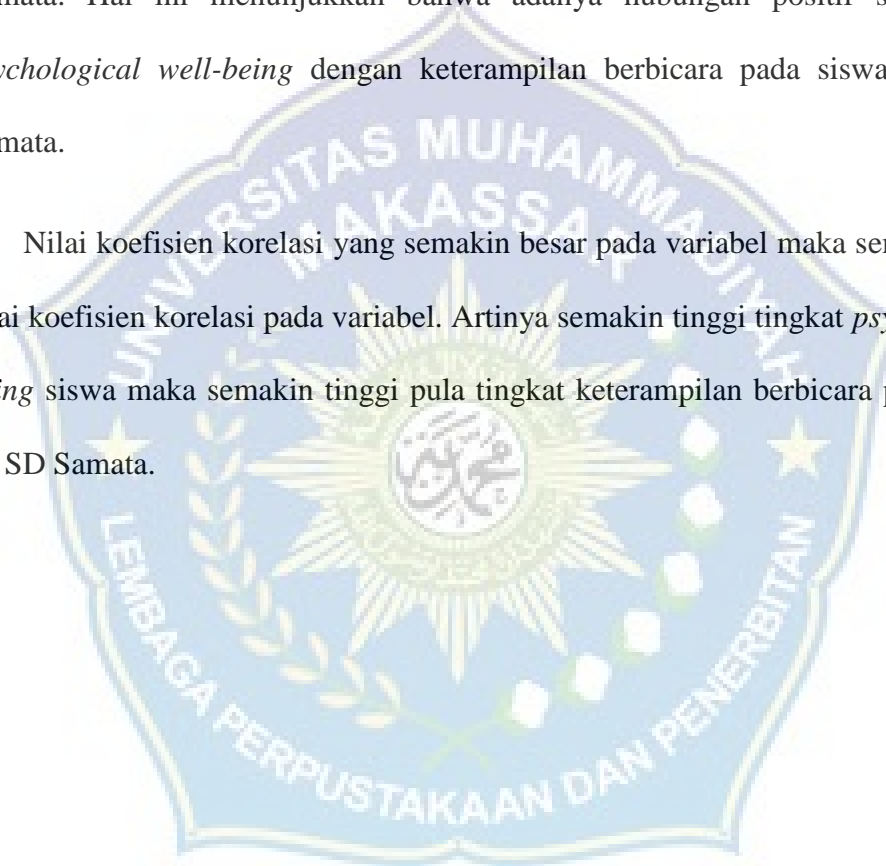 mata. Hal ini menunjukkan bahwa adanya hubungan positif s
ychological well-being dengan keterampilan berbicara pada siswa
mata.
Nilai koefisien korelasi yang semakin besar pada variabel maka se
ai koefisien korelasi pada variabel. Artinya semakin tinggi tingkat psy
ing siswa maka semakin tinggi pula tingkat keterampilan berbicara p
SD Samata.
UNIVERSITAS MUHAMMADIYAH
MAKASSAR
محمد
LEMBAGA PERPUSTAKAAN DAN PENERBITAN